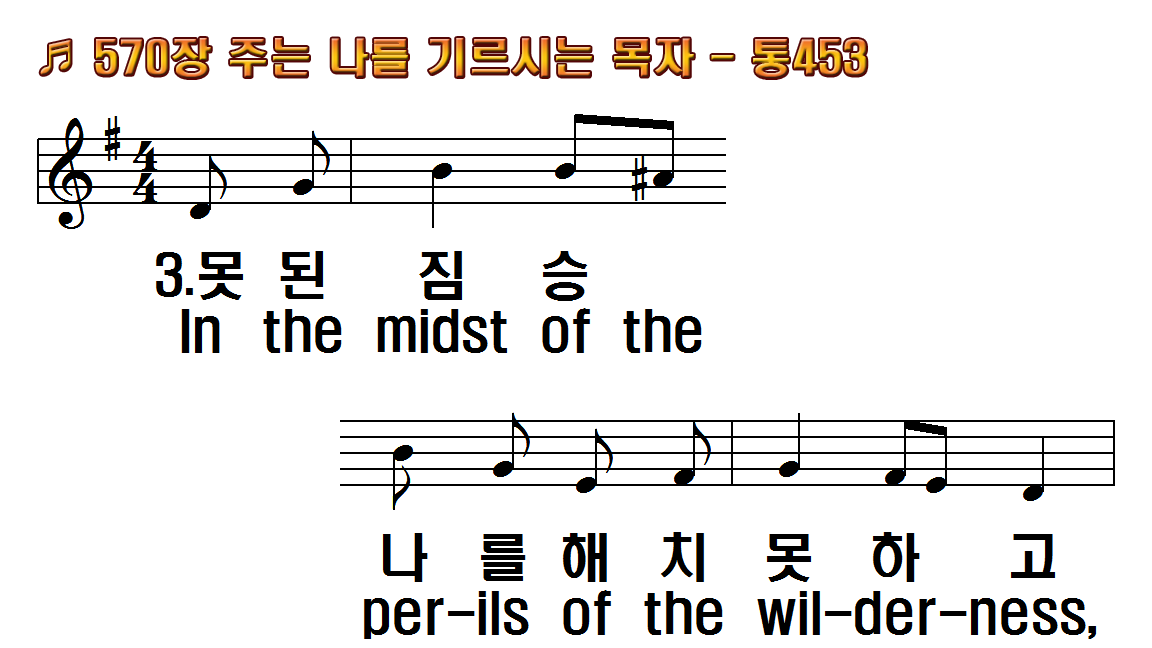 570장 주는 나를 기르시는 목자 - 통453
3.못 된 짐 승
In the midst of the
나 를 해 치 못 하 고
per-ils of the wil-der-ness,